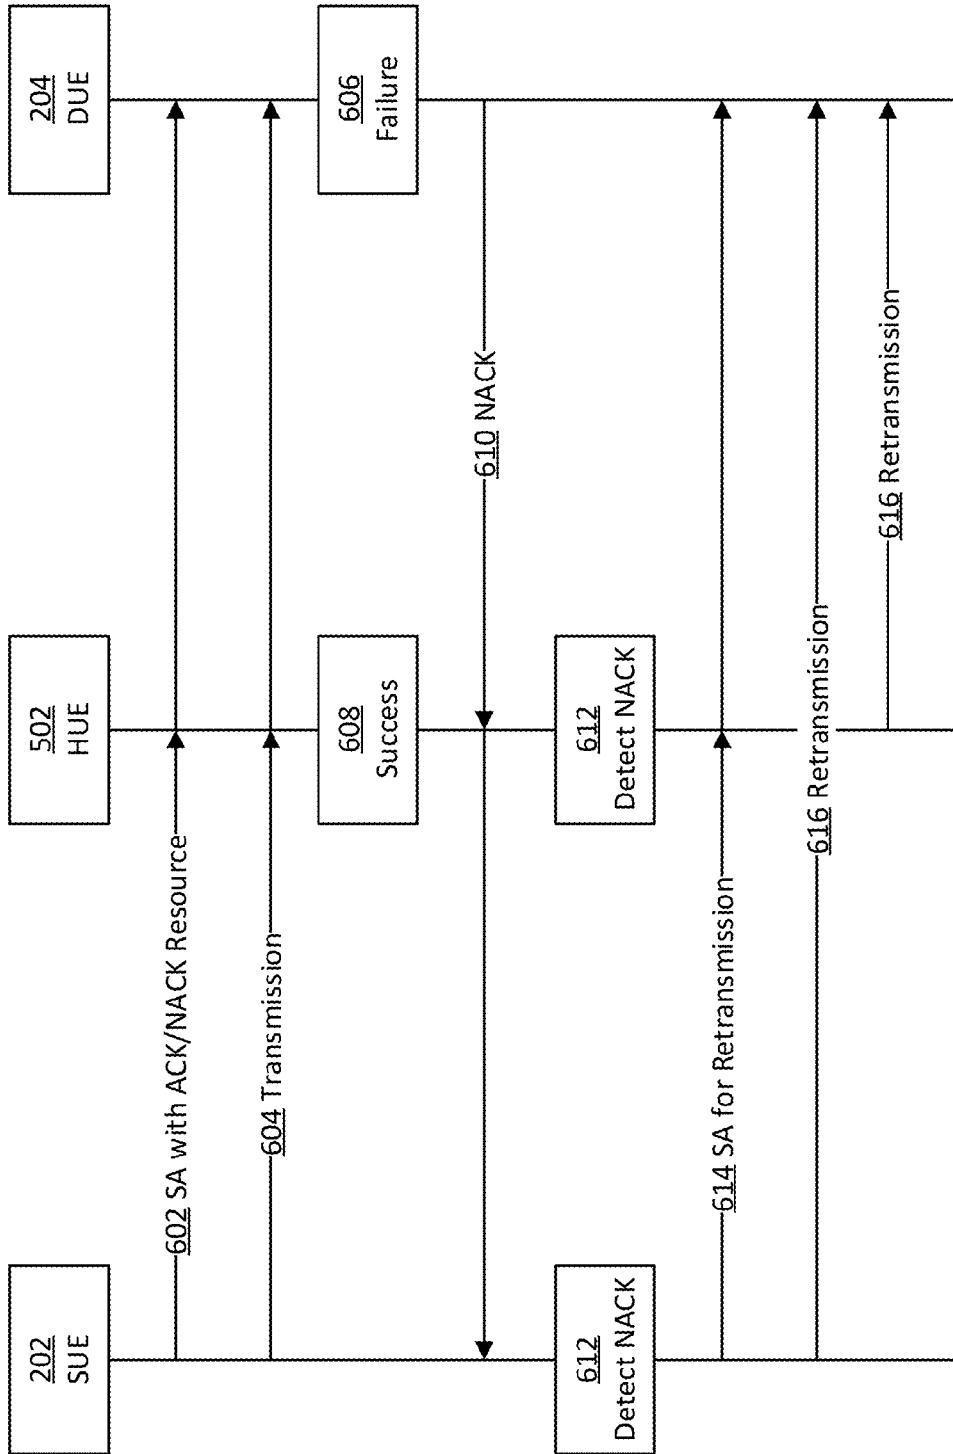 202
SUE
502
HUE
204
DUE
602 SA with ACK/NACK Resource
604 Transmission
608
Success
606
Failure
610 NACK
612
Detect NACK
612
Detect NACK
614 SA for Retransmission
616 Retransmission
616 Retransmission